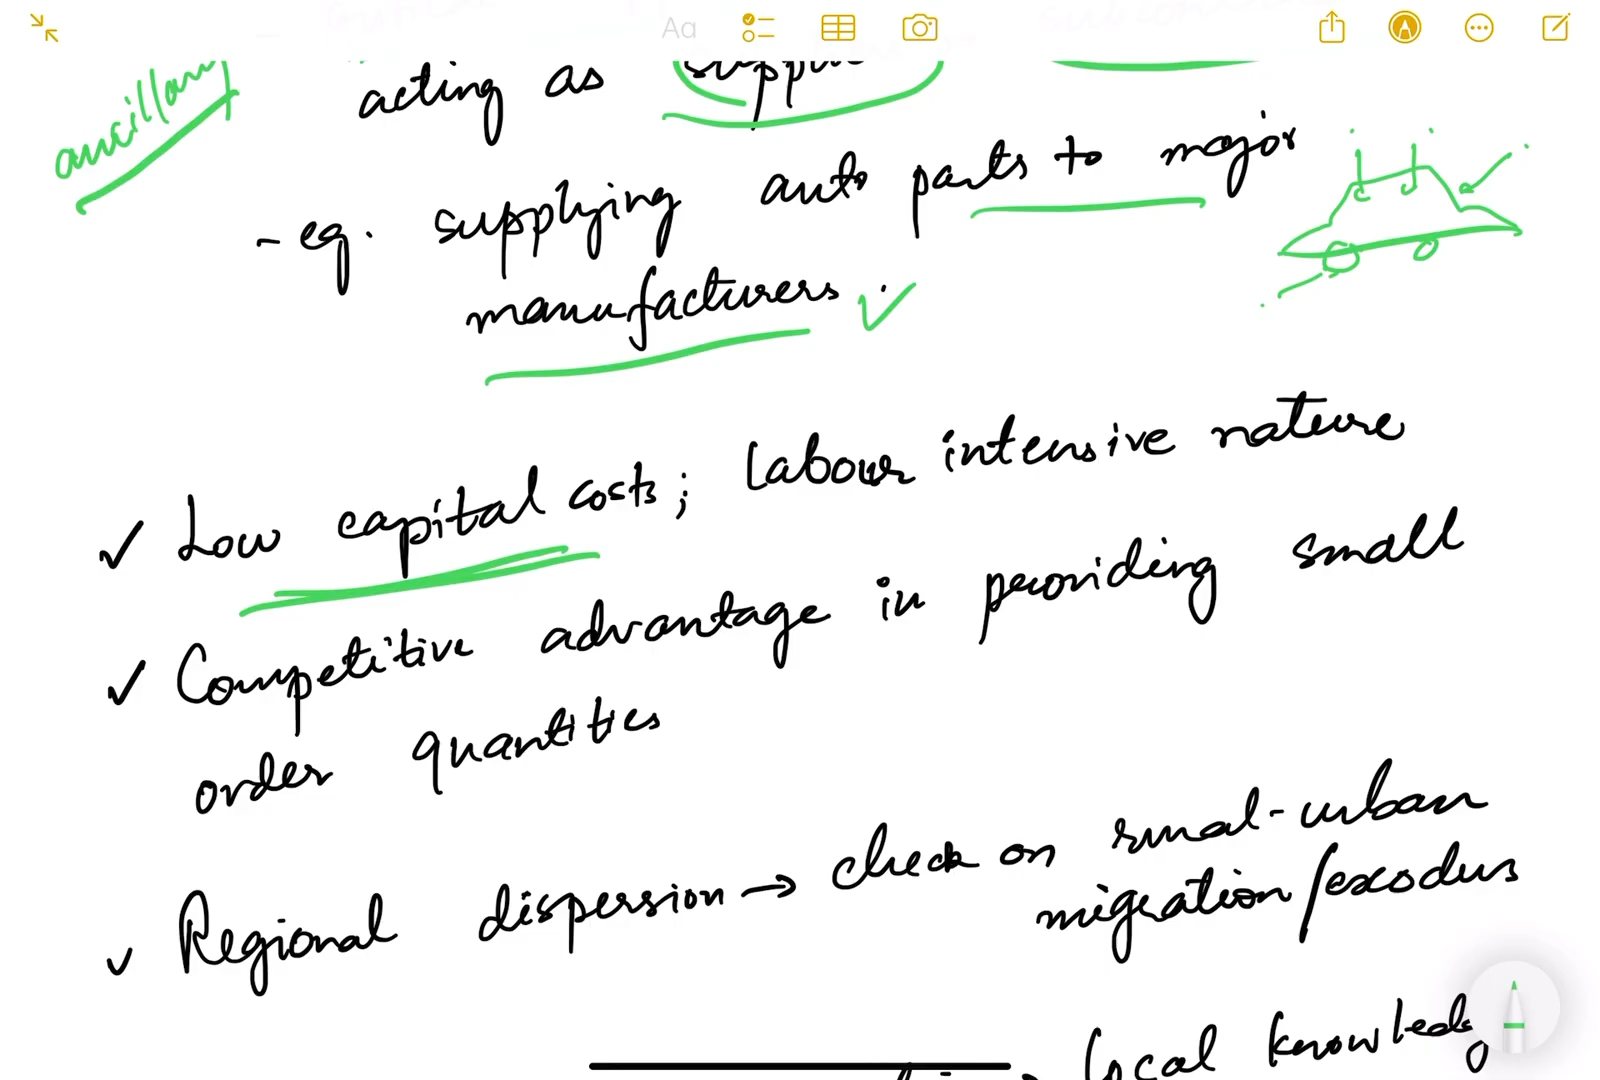 ancillary
acting as
- eg. supplying auto parts to major
manufacturers ✓
✓ Low capital costs; labour intensive nature
✓ Competitive advantage in providing small
order quantities
✓ Regional dispersion → check on rural-urban
migration/exodus
→ local knowledg